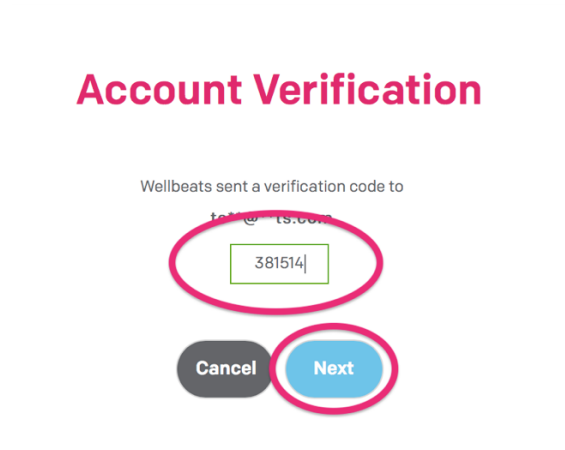 Account Verification
Wellbeats sent a verification code to
381514
Cancel
Next